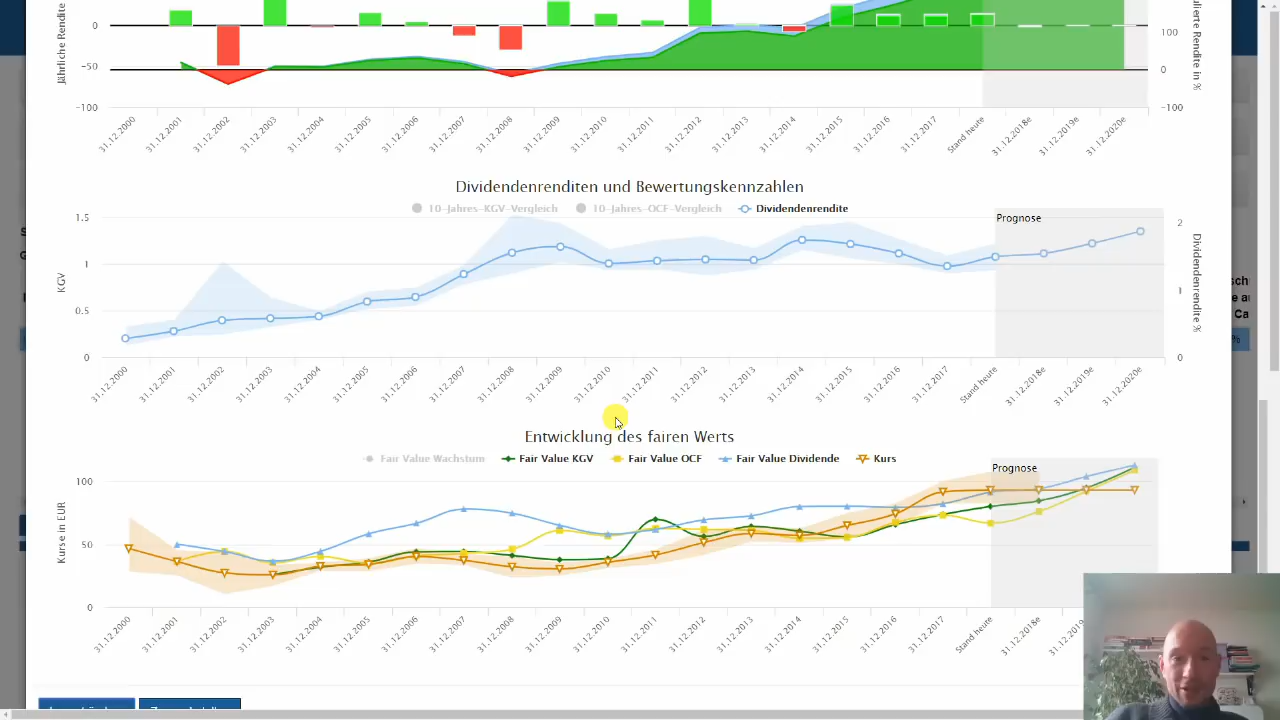 0
−50
−100
Jährliche Rendite
100
0
−100
ulierte Rendite in %
31.12.2000 31.12.2001 31.12.2002 31.12.2003 31.12.2004 31.12.2005 31.12.2006 31.12.2007 31.12.2008 31.12.2009 31.12.2010 31.12.2011 31.12.2012 31.12.2013 31.12.2014 31.12.2015 31.12.2016 31.12.2017 Stand heute 31.12.2018e 31.12.2019e 31.12.2020e
Dividendenrenditen und Bewertungskennzahlen
10-Jahres-KGV-Vergleich 10-Jahres-OCF-Vergleich Dividendenrendite
Prognose
1.5
1
0.5
0
KGV
2
1
0
Dividendenrendite %
31.12.2000 31.12.2001 31.12.2002 31.12.2003 31.12.2004 31.12.2005 31.12.2006 31.12.2007 31.12.2008 31.12.2009 31.12.2010 31.12.2011 31.12.2012 31.12.2013 31.12.2014 31.12.2015 31.12.2016 31.12.2017 Stand heute 31.12.2018e 31.12.2019e 31.12.2020e
Entwicklung des fairen Werts
Fair Value Wachstum Fair Value KGV Fair Value OCF Fair Value Dividende Kurs
Prognose
100
50
0
Kurse in EUR
31.12.2000 31.12.2001 31.12.2002 31.12.2003 31.12.2004 31.12.2005 31.12.2006 31.12.2007 31.12.2008 31.12.2009 31.12.2010 31.12.2011 31.12.2012 31.12.2013 31.12.2014 31.12.2015 31.12.2016 31.12.2017 Stand heute 31.12.2018e
sch
e au
Ca
%